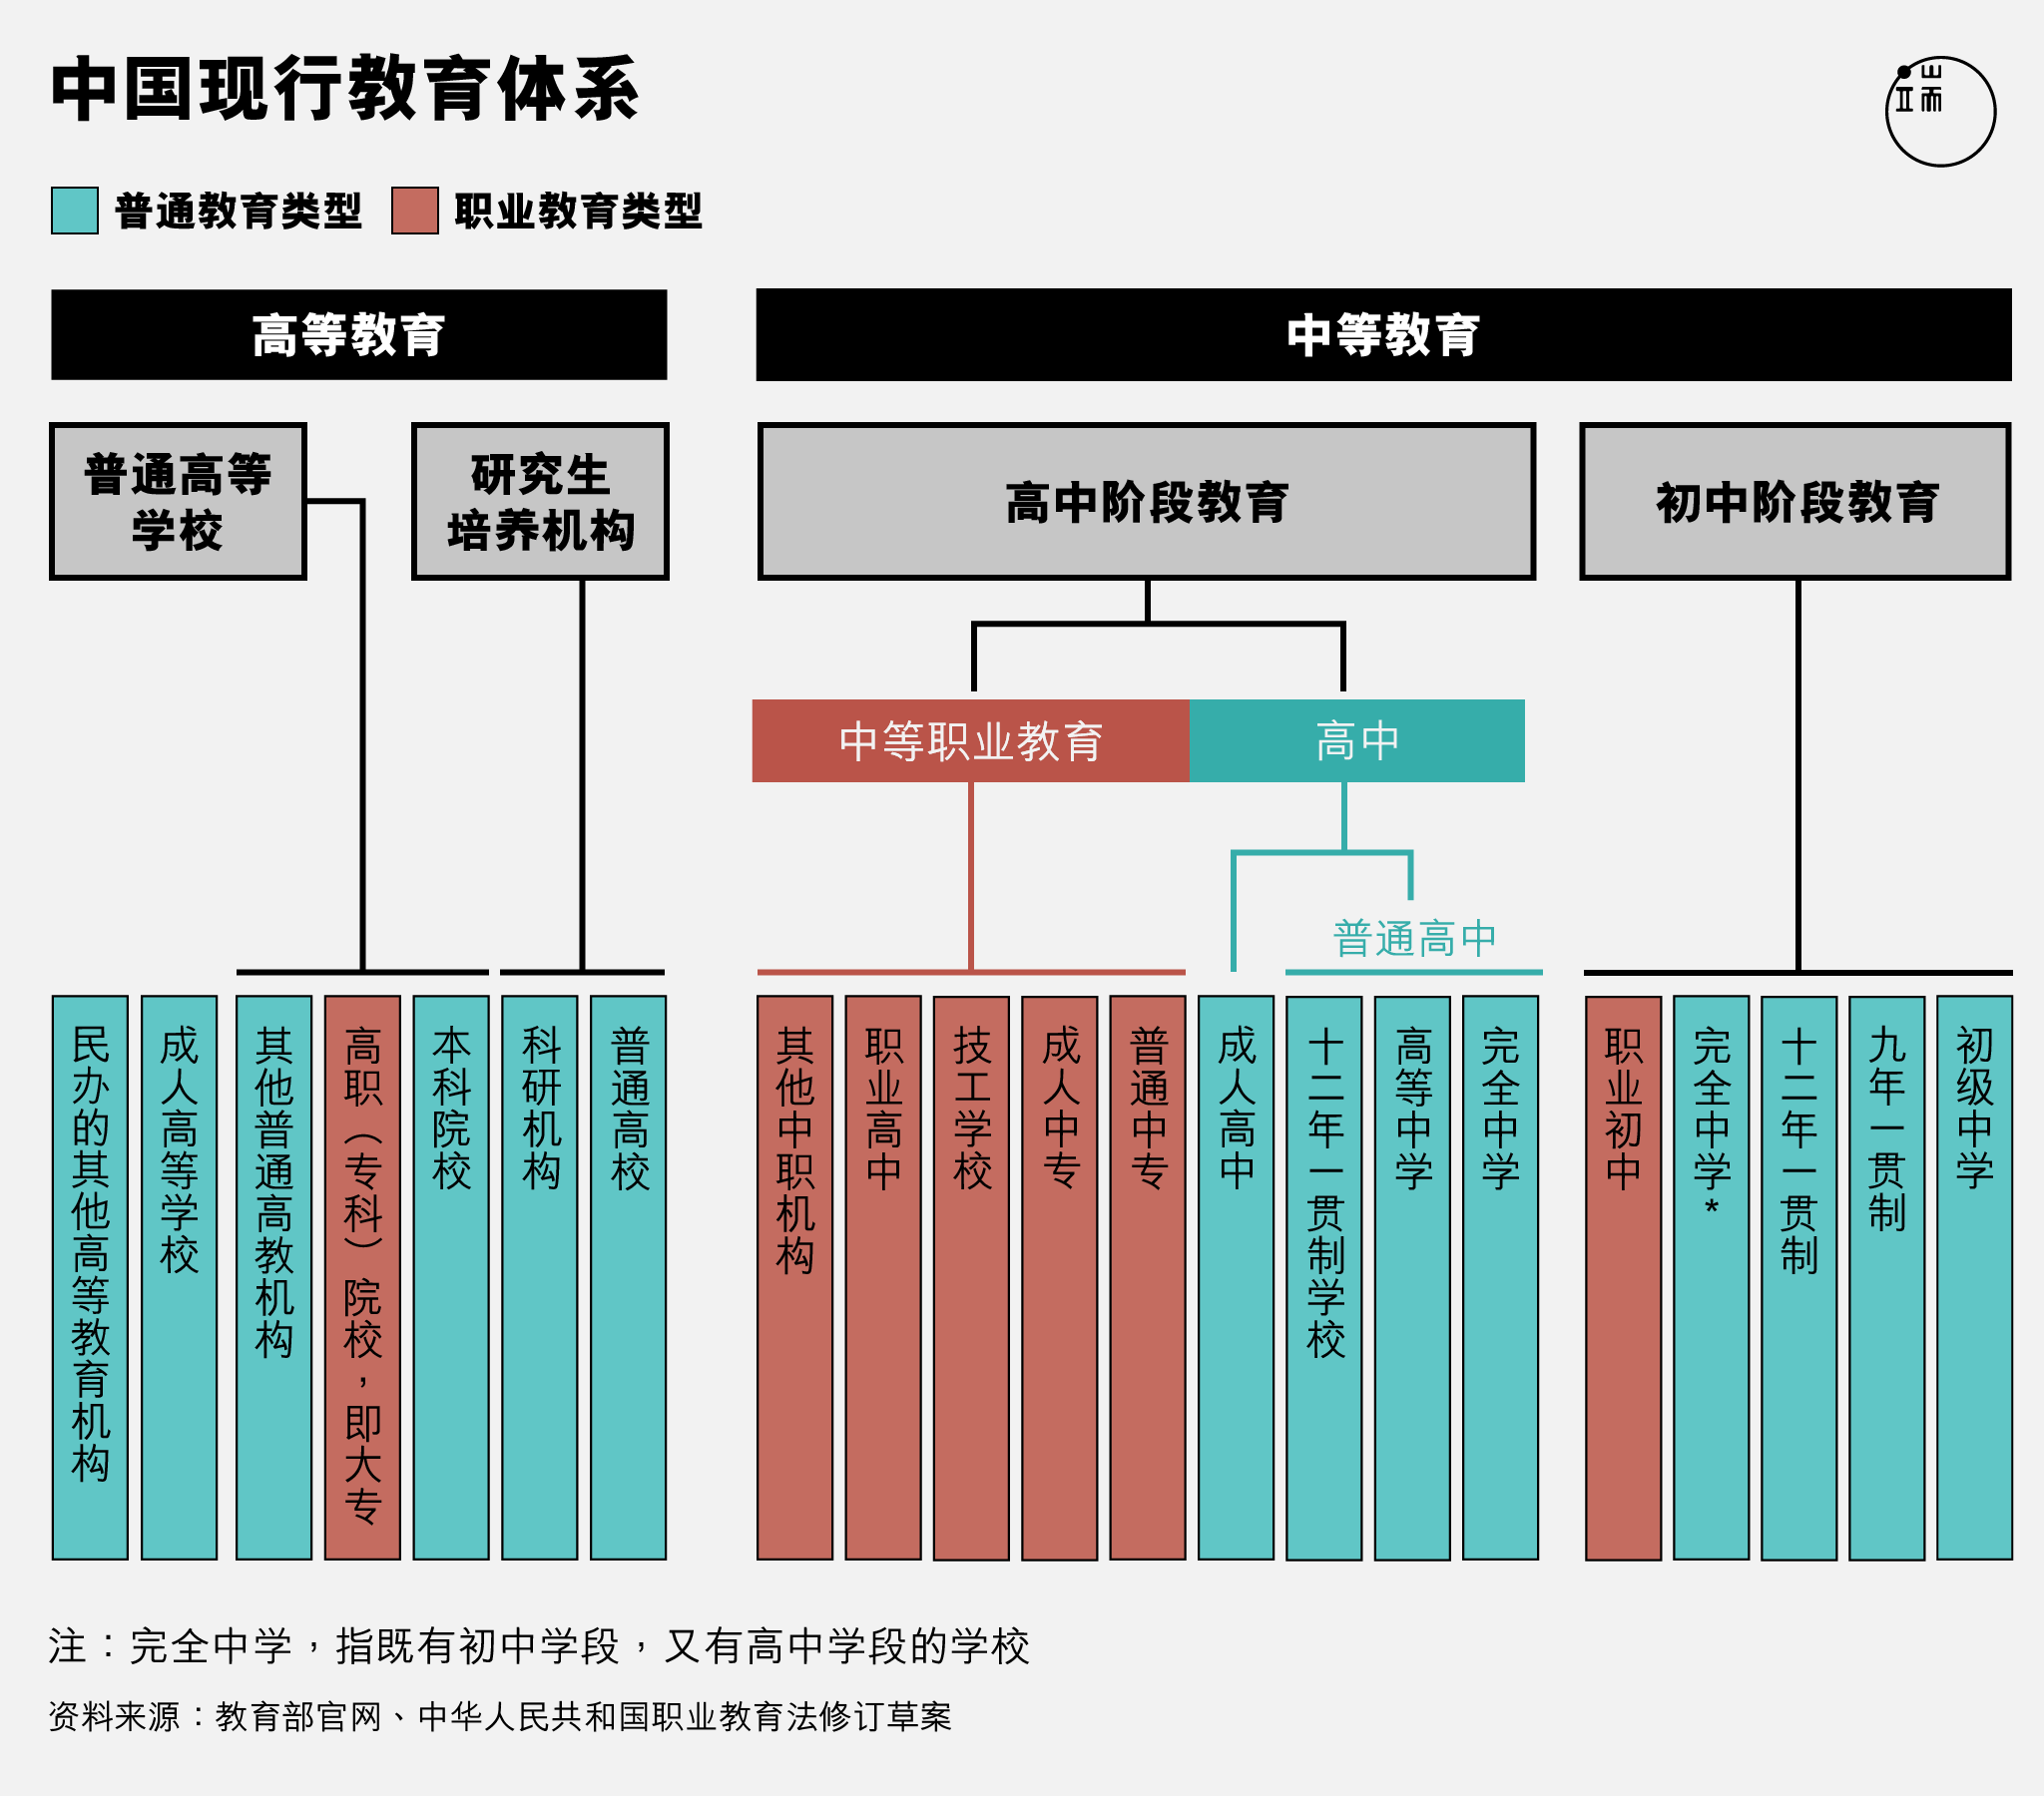 中国现行教育体系
普通教育类型
职业教育类型
高等教育
中等教育
普通高等
学校
研究生
培养机构
高中阶段教育
初中阶段教育
中等职业教育
高中
普通高中
民办的其他高等教育机构
成人高等学校
其他普通高教机构
高职（专科）院校，即大专
本科院校
科研机构
普通高校
其他中职机构
职业高中
技工学校
成人中专
普通中专
成人高中
十二年一贯制学校
高等中学
完全中学
职业初中
完全中学*
十二年一贯制
九年一贯制
初级中学
注：完全中学，指既有初中学段，又有高中学段的学校
资料来源：教育部官网、中华人民共和国职业教育法修订草案